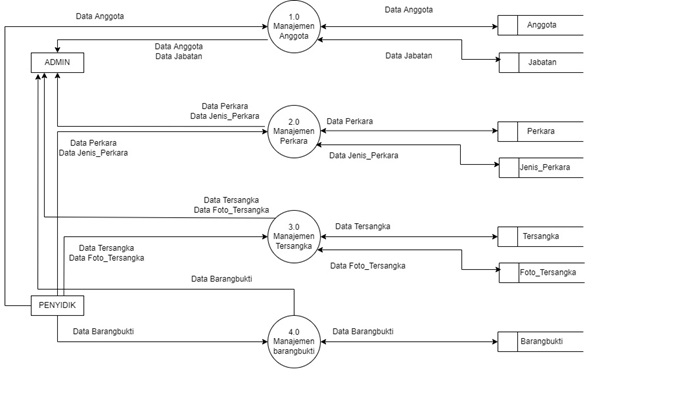 Data Anggota
1.0
Manajemen
Anggota
Data Anggota
Anggota
Data Anggota
Data Jabatan
Data Jabatan
Jabatan
ADMIN
Data Perkara
Data Jenis_Perkara
2.0
Manajemen
Perkara
Data Perkara
Perkara
Data Perkara
Data Jenis_Perkara
Data Jenis_Perkara
Jenis_Perkara
Data Tersangka
Data Foto_Tersangka
3.0
Manajemen
Tersangka
Data Tersangka
Tersangka
Data Tersangka
Data Foto_Tersangka
Data Foto_Tersangka
Foto_Tersangka
Data Barangbukti
PENYIDIK
Data Barangbukti
4.0
Manajemen
barangbukti
Data Barangbukti
Barangbukti